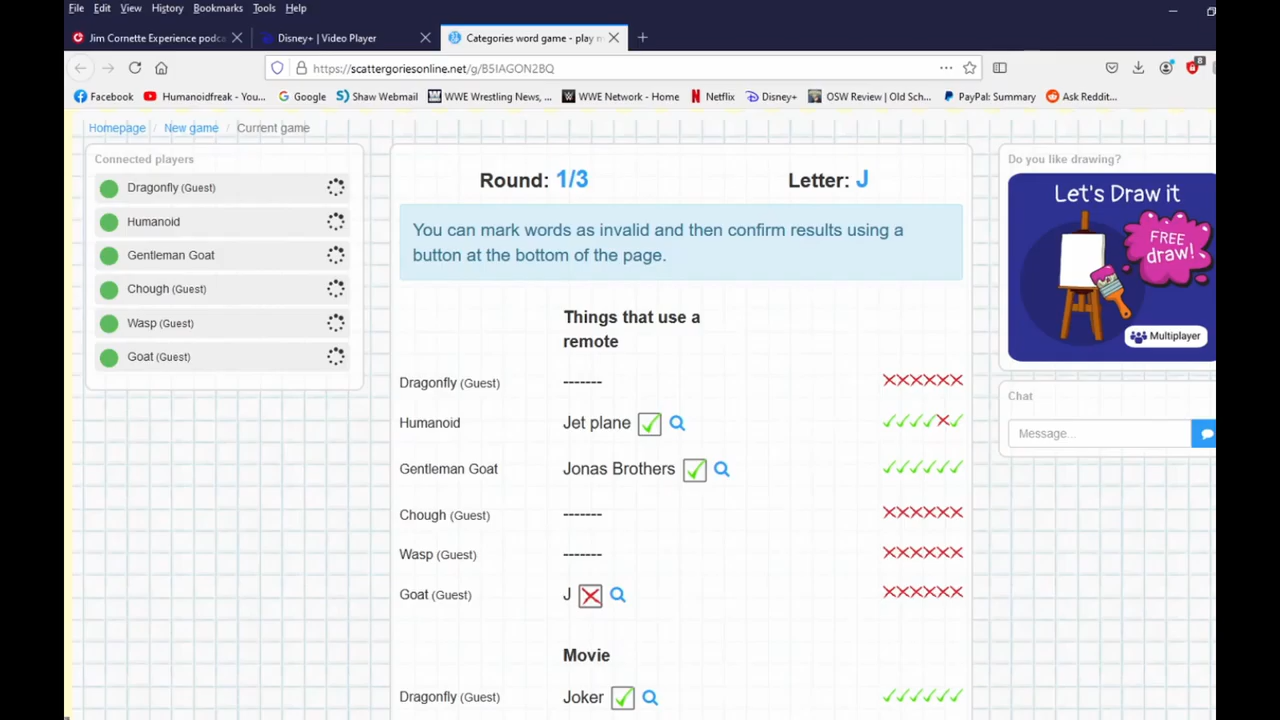 File Edit View History Bookmarks Tools Help
Jim Cornette Experience podca
Disney+ | Video Player
Categories word game - play m
https://scattergoriesonline.net/g/B5IAGON2BQ
Facebook Humanoidfreak - You... Google Shaw Webmail WWE Wrestling News, ... WWE Network - Home Netflix Disney+ OSW Review | Old Sch... PayPal: Summary Ask Reddit...
Homepage / New game / Current game
Connected players
Dragonfly (Guest)
Humanoid
Gentleman Goat
Chough (Guest)
Wasp (Guest)
Goat (Guest)
Round: 1/3 Letter: J
You can mark words as invalid and then confirm results using a
button at the bottom of the page.
Things that use a
remote
Dragonfly (Guest) -------
Humanoid Jet plane
Gentleman Goat Jonas Brothers
Chough (Guest) -------
Wasp (Guest) -------
Goat (Guest) J
Movie
Dragonfly (Guest) Joker
Do you like drawing?
Let's Draw it
FREE
draw!
Multiplayer
Chat
Message...